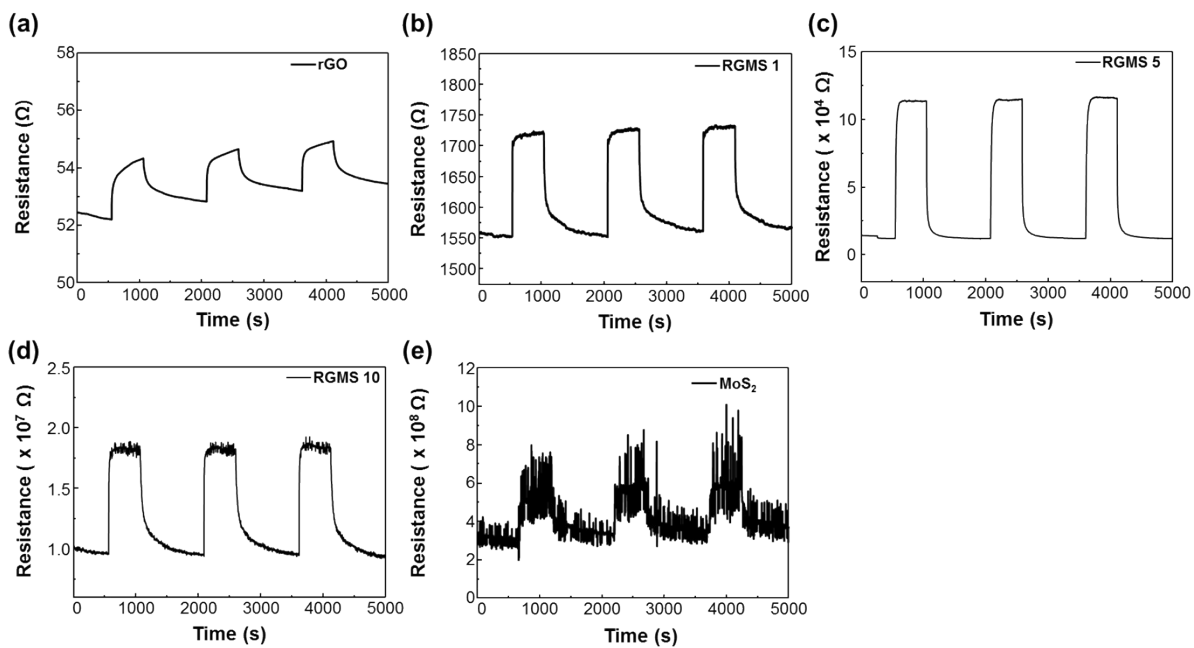 (a)
rGO
58
56
54
52
50
Resistance (Ω)
0 1000 2000 3000 4000 5000
Time (s)
(b)
RGMS 1
1850
1800
1750
1700
1650
1600
1550
1500
Resistance (Ω)
0 1000 2000 3000 4000 5000
Time (s)
(c)
RGMS 5
15
10
5
0
Resistance ( x 10⁴ Ω)
0 1000 2000 3000 4000 5000
Time (s)
(d)
RGMS 10
2.5
2.0
1.5
1.0
Resistance ( x 10⁷ Ω)
0 1000 2000 3000 4000 5000
Time (s)
(e)
MoS₂
12
10
8
6
4
2
0
Resistance ( x 10⁸ Ω)
0 1000 2000 3000 4000 5000
Time (s)